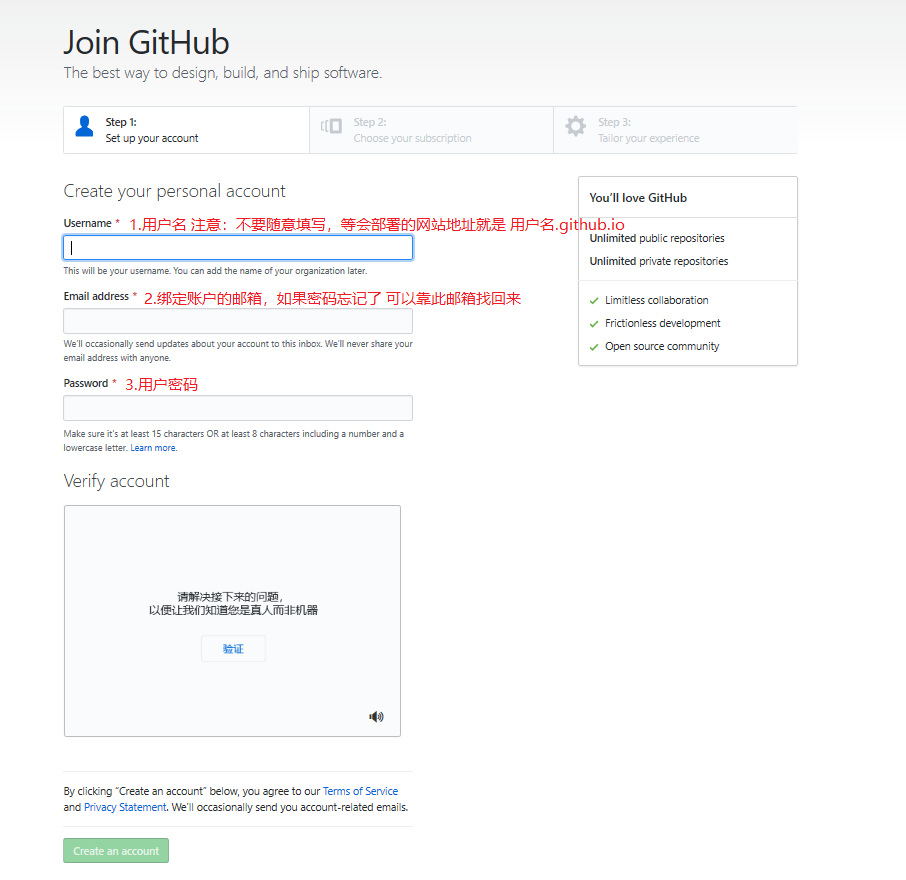 Join GitHub
The best way to design, build, and ship software.
Step 1:
Set up your account
Step 2:
Choose your subscription
Step 3:
Tailor your experience
Create your personal account
Username * 1.用户名 注意：不要随意填写，等会部署的网站地址就是 用户名.github.io
This will be your username. You can add the name of your organization later.
Email address * 2.绑定账户的邮箱，如果密码忘记了 可以靠此邮箱找回来
We'll occasionally send updates about your account to this inbox. We'll never share your
email address with anyone.
Password * 3.用户密码
Make sure it's at least 15 characters OR at least 8 characters including a number and a
lowercase letter. Learn more.
Verify account
请解决接下来的问题，
以便让我们知道您是真人而非机器
验证
By clicking “Create an account” below, you agree to our Terms of Service
and Privacy Statement. We'll occasionally send you account-related emails.
Create an account
You'll love GitHub
Unlimited public repositories
Unlimited private repositories
Limitless collaboration
Frictionless development
Open source community